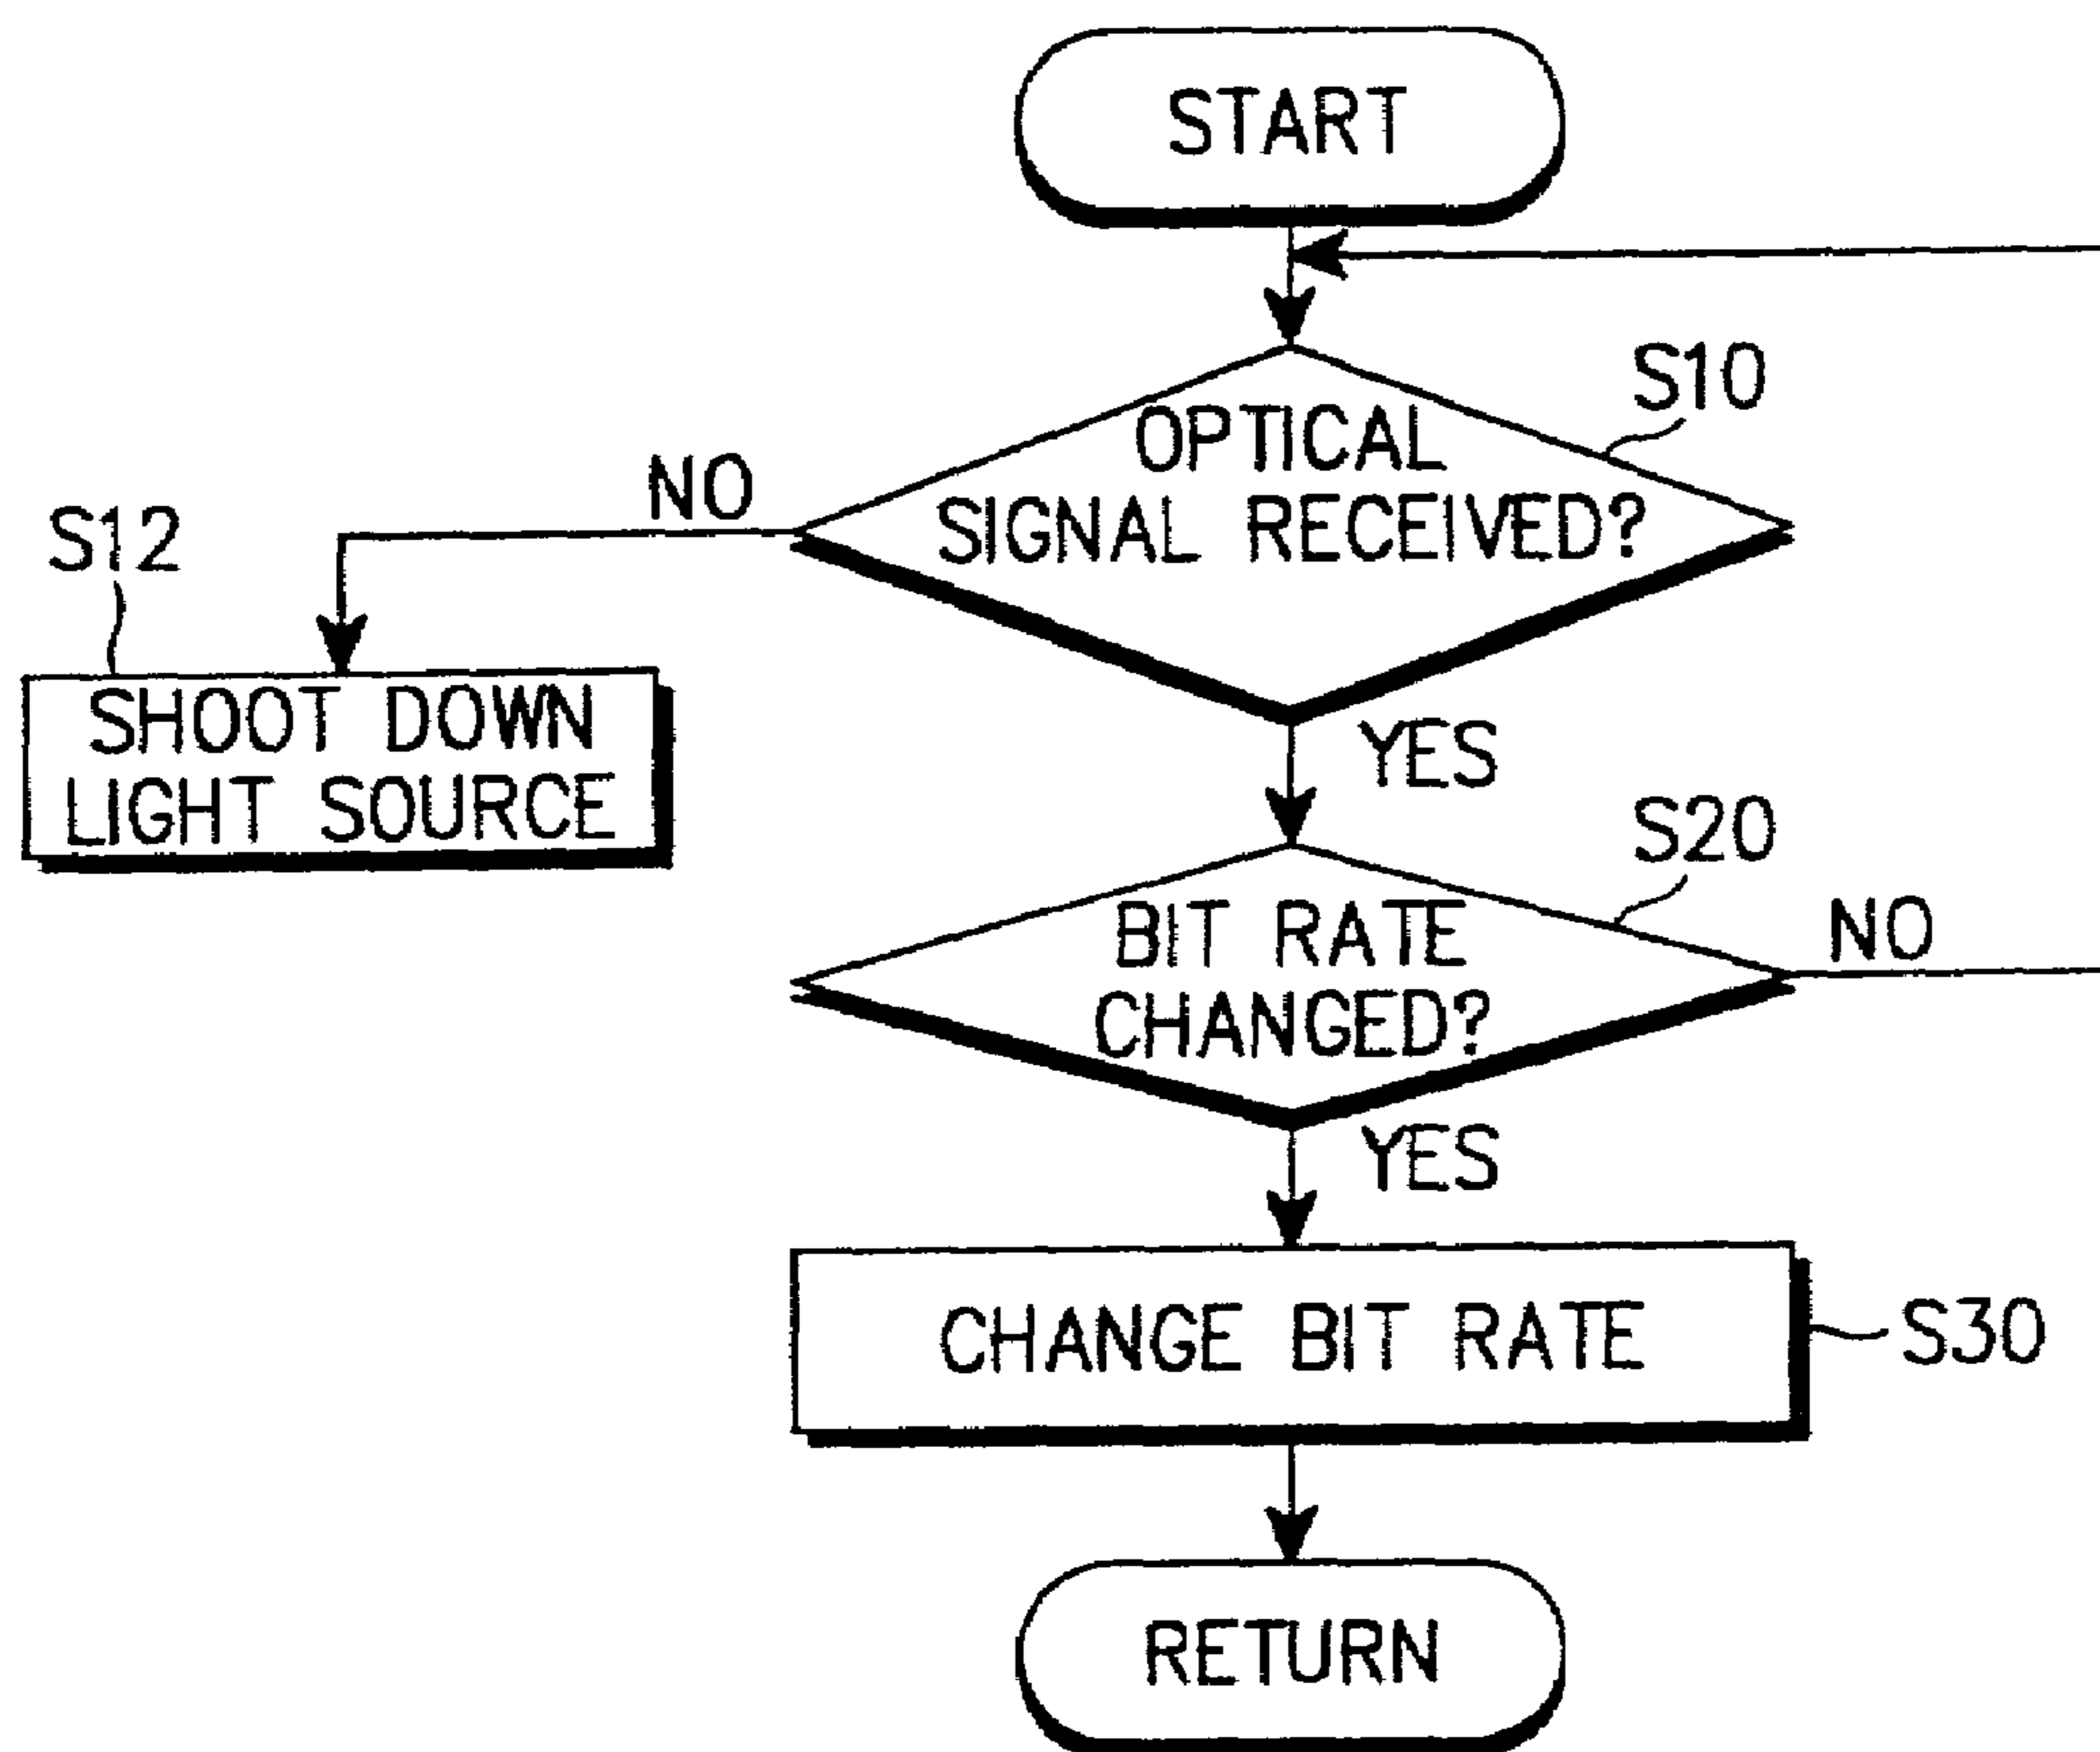 START
S10
OPTICAL
SIGNAL RECEIVED?
NO
S12
SHOOT DOWN
LIGHT SOURCE
YES
S20
BIT RATE
CHANGED?
NO
YES
CHANGE BIT RATE
S30
RETURN